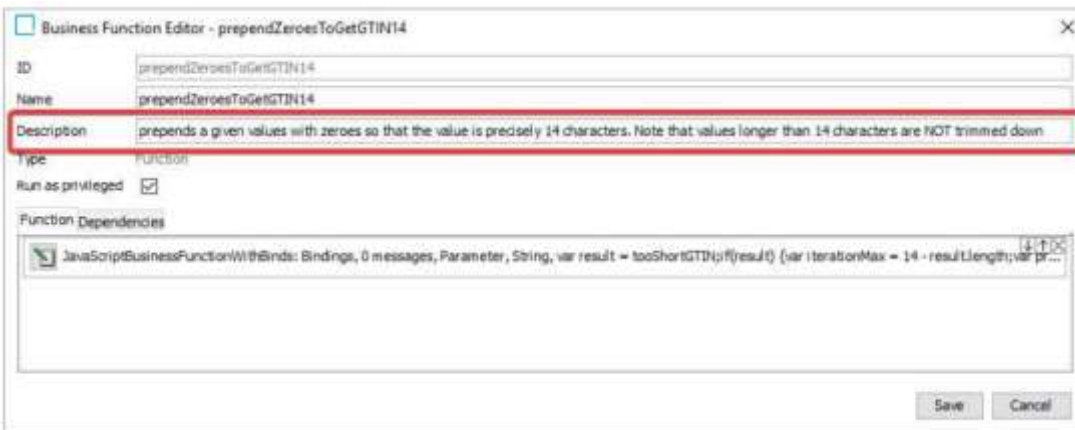 Business Function Editor - prependZeroesToGetGTIN14
ID prependZeroesToGetGTIN14
Name prependZeroesToGetGTIN14
Description prepends a given values with zeroes so that the value is precisely 14 characters. Note that values longer than 14 characters are NOT trimmed down
Type Function
Run as privileged
Function Dependencies
JavaScriptBusinessFunctionWithBinds: Bindings, 0 messages, Parameter, String, var result = tooShortGTIN;if(result) {var iterationMax = 14 - result.length;var pr...
Save Cancel